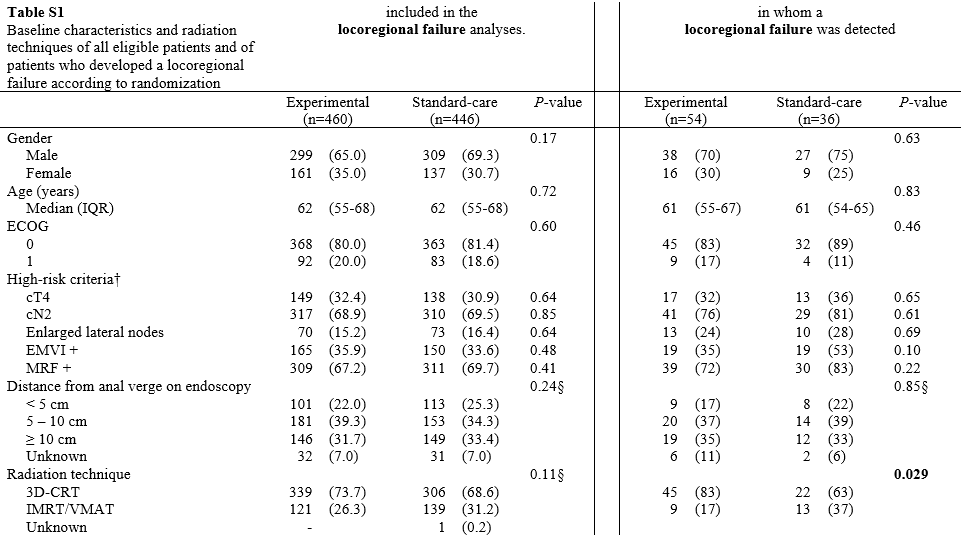 Table S1 included in the in whom a
Baseline characteristics and radiation locoregional failure analyses. locoregional failure was detected
techniques of all eligible patients and of
patients who developed a locoregional
failure according to randomization
Experimental Standard-care P-value Experimental Standard-care P-value
(n=460) (n=446) (n=54) (n=36)
Gender 0.17 0.63
Male 299 (65.0) 309 (69.3) 38 (70) 27 (75)
Female 161 (35.0) 137 (30.7) 16 (30) 9 (25)
Age (years) 0.72 0.83
Median (IQR) 62 (55-68) 62 (55-68) 61 (55-67) 61 (54-65)
ECOG 0.60 0.46
0 368 (80.0) 363 (81.4) 45 (83) 32 (89)
1 92 (20.0) 83 (18.6) 9 (17) 4 (11)
High-risk criteria†
cT4 149 (32.4) 138 (30.9) 0.64 17 (32) 13 (36) 0.65
cN2 317 (68.9) 310 (69.5) 0.85 41 (76) 29 (81) 0.61
Enlarged lateral nodes 70 (15.2) 73 (16.4) 0.64 13 (24) 10 (28) 0.69
EMVI + 165 (35.9) 150 (33.6) 0.48 19 (35) 19 (53) 0.10
MRF + 309 (67.2) 311 (69.7) 0.41 39 (72) 30 (83) 0.22
Distance from anal verge on endoscopy 0.24§ 0.85§
< 5 cm 101 (22.0) 113 (25.3) 9 (17) 8 (22)
5 – 10 cm 181 (39.3) 153 (34.3) 20 (37) 14 (39)
≥ 10 cm 146 (31.7) 149 (33.4) 19 (35) 12 (33)
Unknown 32 (7.0) 31 (7.0) 6 (11) 2 (6)
Radiation technique 0.11§ 0.029
3D-CRT 339 (73.7) 306 (68.6) 45 (83) 22 (63)
IMRT/VMAT 121 (26.3) 139 (31.2) 9 (17) 13 (37)
Unknown - 1 (0.2)